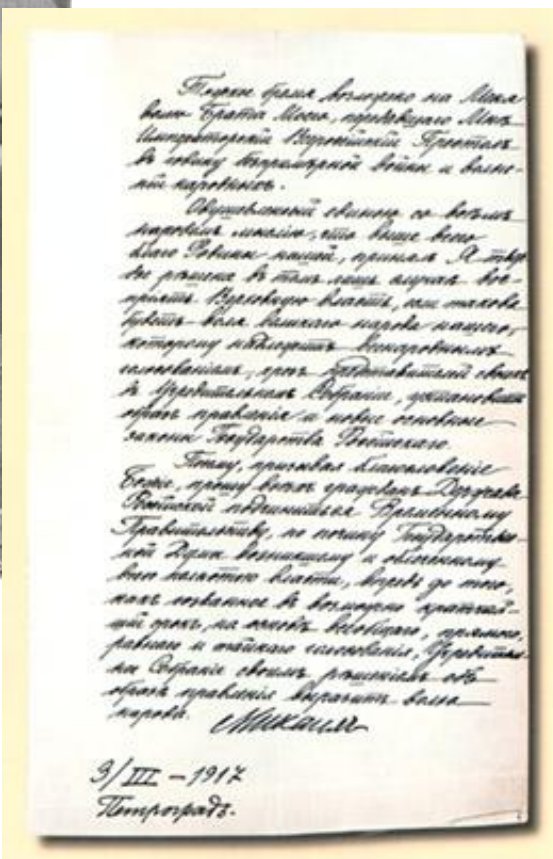 Тяжкое бремя возложено на Меня
волею Брата Моего, передавшаго Мнѣ
Императорскій Всероссійскій Престолъ
въ годину безпримѣрной войны и волне-
ній народныхъ.
Одушевленный единою со всѣмъ
народомъ мыслію, что выше всего
благо Родины нашей, принялъ Я твер-
дое рѣшеніе въ томъ лишь случаѣ вос-
пріять Верховную власть, если такова
будетъ воля великаго народа нашего,
которому надлежитъ всенароднымъ
голосованіемъ, чрезъ представителей своихъ
въ Учредительномъ Собраніи, установить
образъ правленія и новые основные
законы Государства Россійскаго.
Посему, призывая благословеніе
Божіе, прошу всѣхъ гражданъ Державы
Россійской подчиниться Временному
Правительству, по почину Государствен-
ной Думы возникшему и облеченному
всею полнотою власти, впредь до того,
какъ созванное въ возможно кратчай-
шій срокъ, на основѣ всеобщаго, прямого,
равнаго и тайнаго голосованія, Учредитель-
ное Собраніе своимъ рѣшеніемъ объ
образѣ правленія выразитъ волю
народа.
Михаилъ
3/III – 1917
Петроградъ.